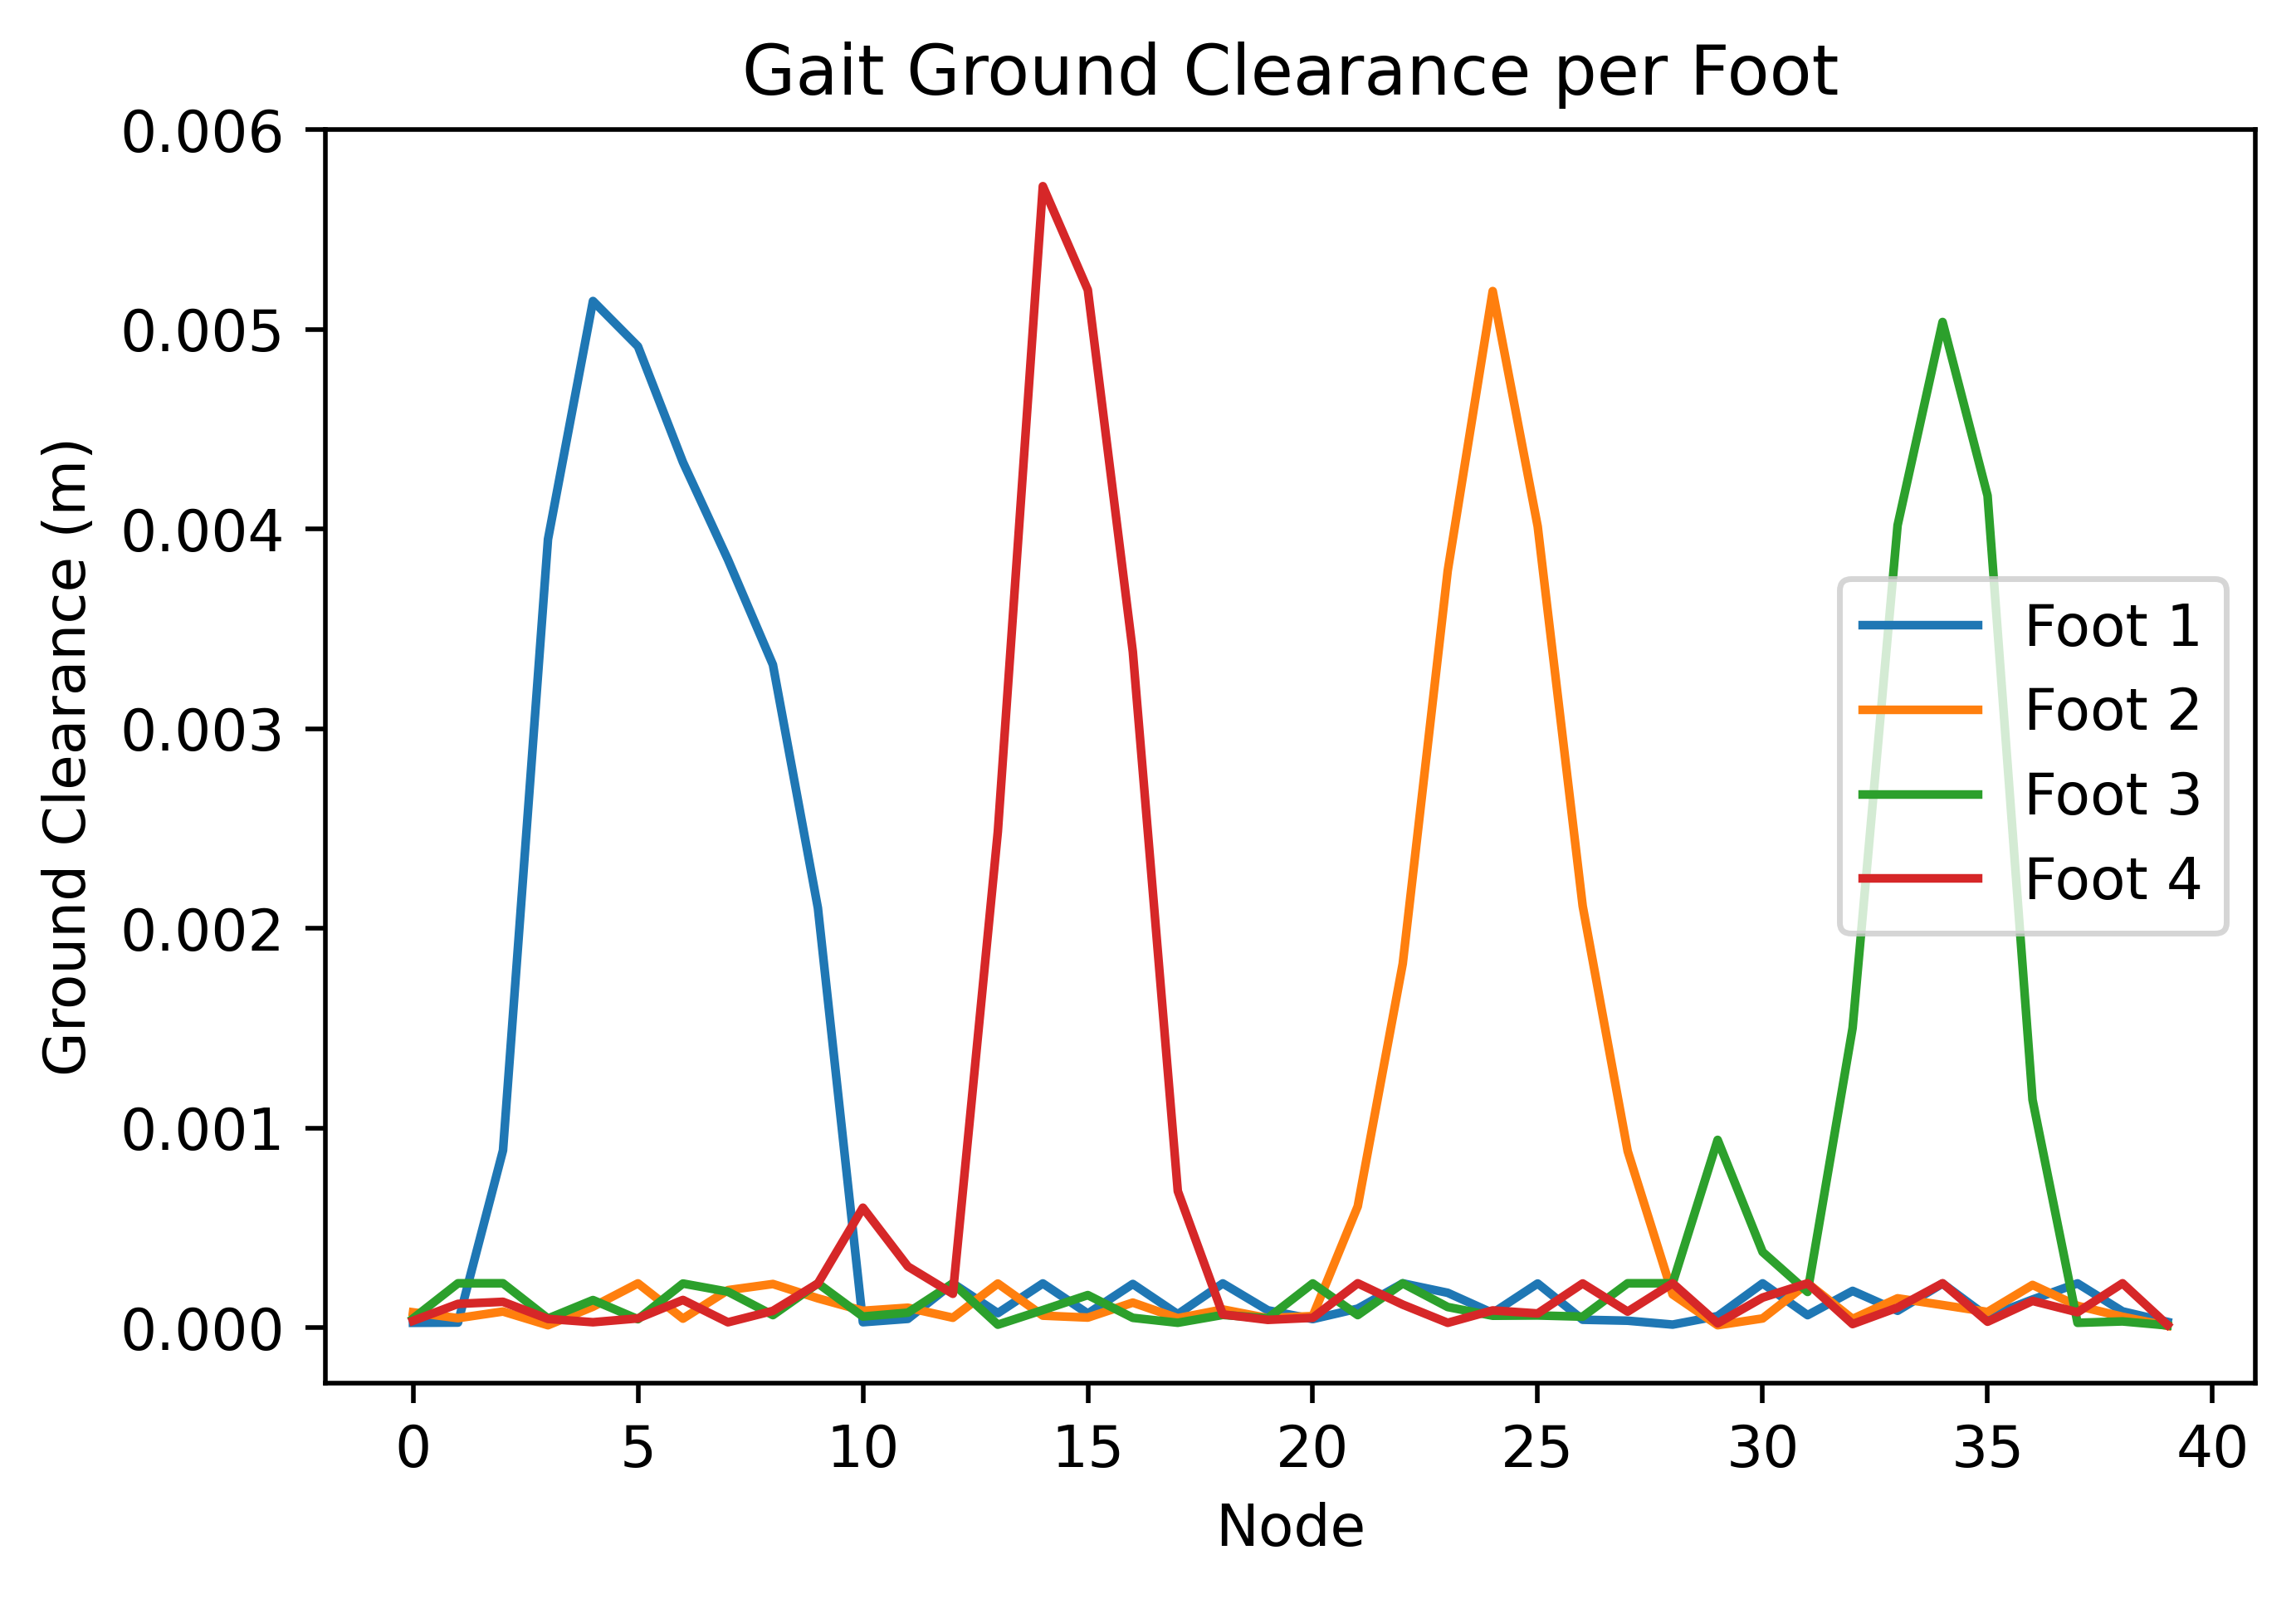 Gait Ground Clearance per Foot
0.006
0.005
0.004
0.003
0.002
0.001
0.000
Ground Clearance (m)
Foot 1
Foot 2
Foot 3
Foot 4
0 5 10 15 20 25 30 35 40
Node